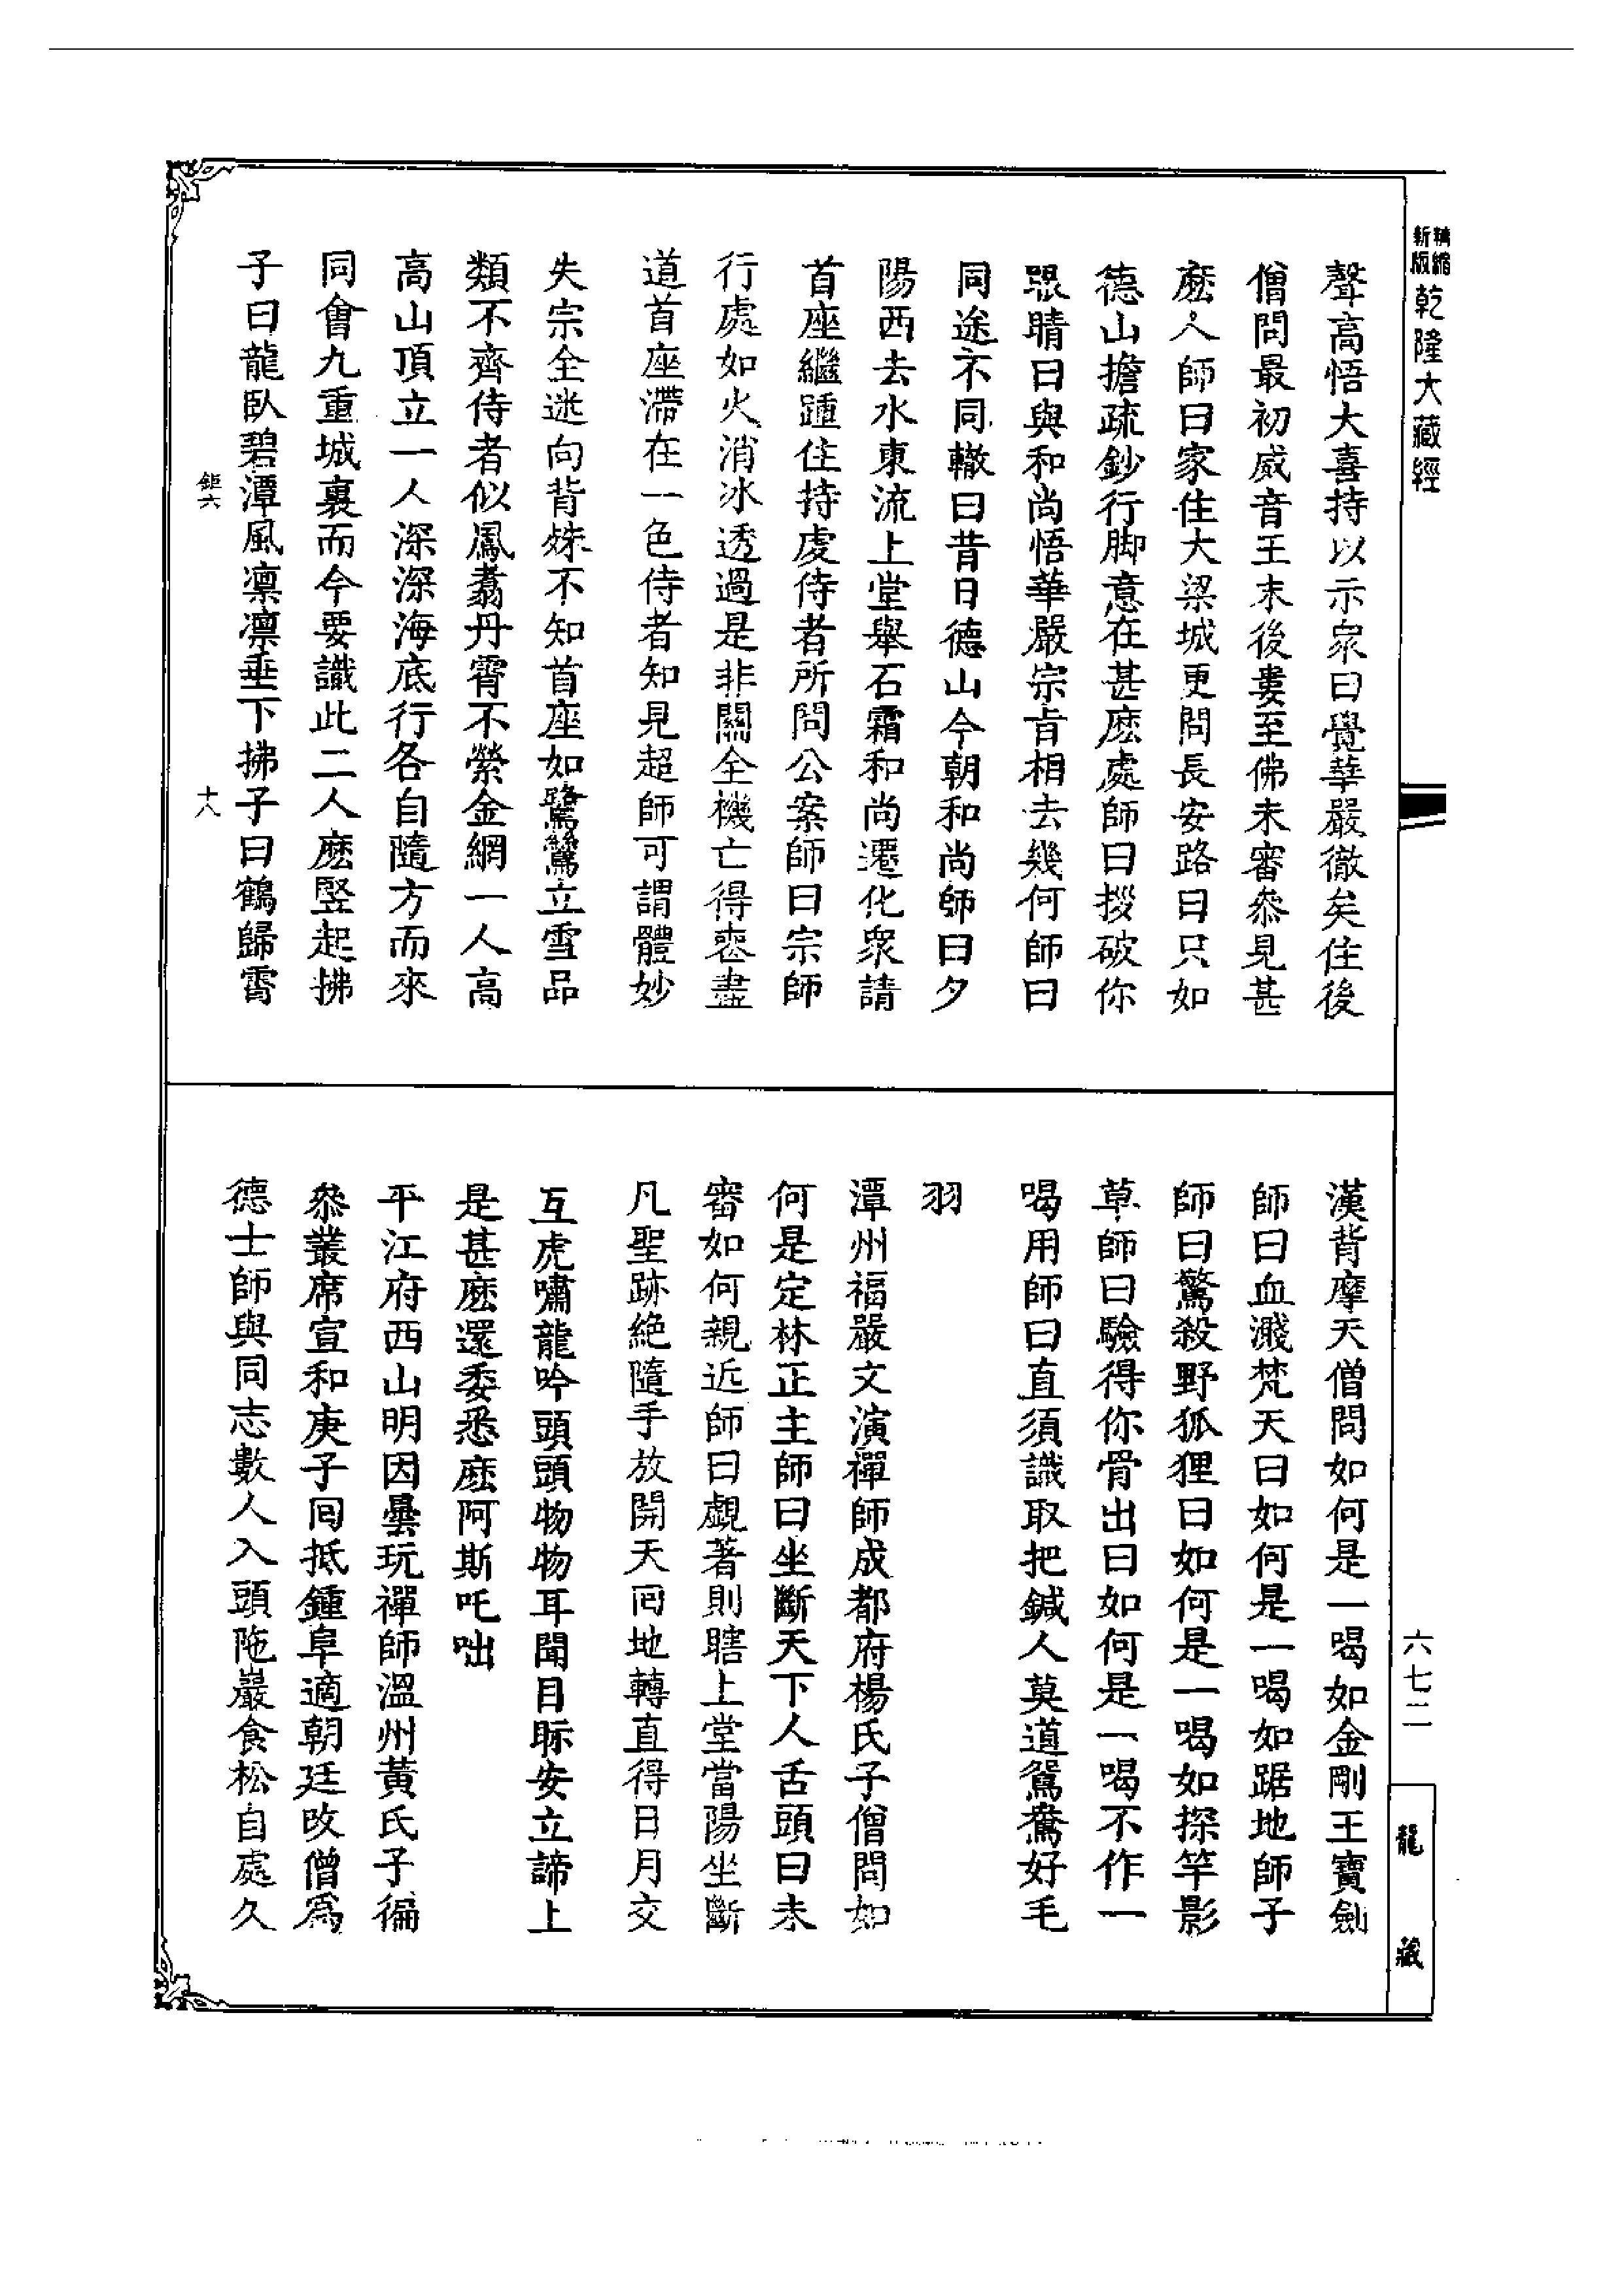 精縮
新版
乾隆大藏經
聲高悟大喜持以示衆曰覺華嚴徹矣住後
僧問最初威音王末後婁至佛未審叅見甚
麽人師曰家住大梁城更問長安路曰只如
德山擔疏鈔行脚意在甚麽處師曰拶破你
眼睛曰與和尚悟華嚴宗旨相去幾何師曰
同途不同轍曰昔日德山今朝和尚師曰夕
陽西去水東流上堂舉石霜和尚遷化衆請
首座繼踵住持䖏侍者所問公案師曰宗師
行處如火消冰透過是非關全機亡得䘮盡
道首座滯在一色侍者知見超師可謂體妙
失宗全迷向背殊不知首座如鷺鷥立雪品
類不齊侍者似鳳翥丹霄不縈金網一人高
高山頂立一人深深海底行各自隨方而來
同會九重城裏而今要識此二人麽竪起拂
子曰龍臥碧潭風凜凜垂下拂子曰鶴歸霄
鉅六
十八
漢背摩天僧問如何是一喝如金剛王寶劍
師曰血濺梵天曰如何是一喝如踞地師子
師曰驚殺野狐狸曰如何是一喝如探竿影
草師曰驗得你骨出曰如何是一喝不作一
喝用師曰直須識取把鍼人莫道鴛鴦好毛
羽
潭州福嚴文演禪師成都府楊氏子僧問如
何是定林正主師曰坐斷天下人舌頭曰未
審如何親近師曰覷著則瞎上堂當陽坐斷
凡聖跡絶隨手放開天回地轉直得日月交
互虎嘯龍吟頭頭物物耳聞目眎安立諦上
是甚麽還委悉麽阿斯吒咄
平江府西山明因曇玩禪師溫州黃氏子徧
叅叢席宣和庚子回抵鍾阜適朝廷改僧爲
德士師與同志數人入頭陁巖食松自處久
六七二
龍藏